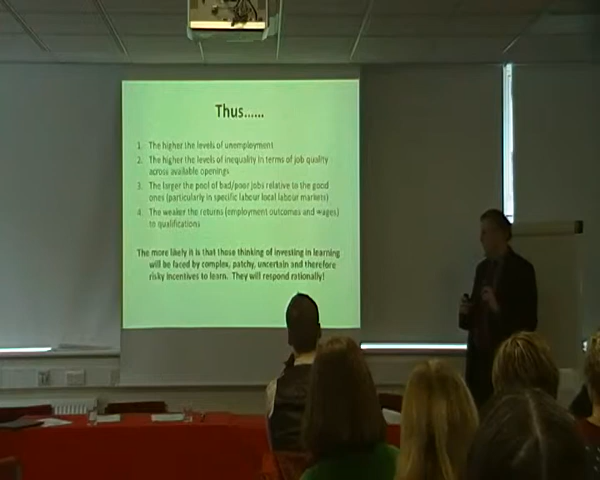 Thus......
1. The higher the levels of unemployment
2. The higher the levels of inequality in terms of job quality
across available openings
3. The larger the pool of bad/poor jobs relative to the good
ones (particularly in specific labour local labour markets)
4. The weaker the returns (employment outcomes and wages)
to qualifications
The more likely it is that those thinking of investing in learning
will be faced by complex, patchy, uncertain and therefore
risky incentives to learn. They will respond rationally!